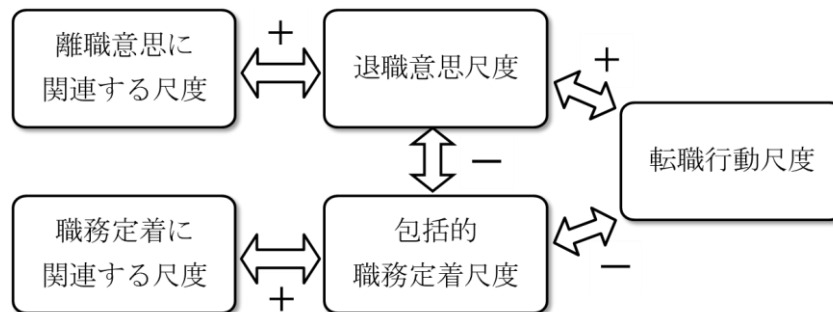 離職意思に
関連する尺度
+
退職意思尺度
+
転職行動尺度
−
職務定着に
関連する尺度
+
包括的
職務定着尺度
−